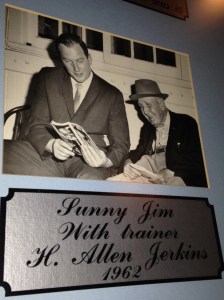 Sunny Jim
With trainer
H. Allen Jerkins
1962